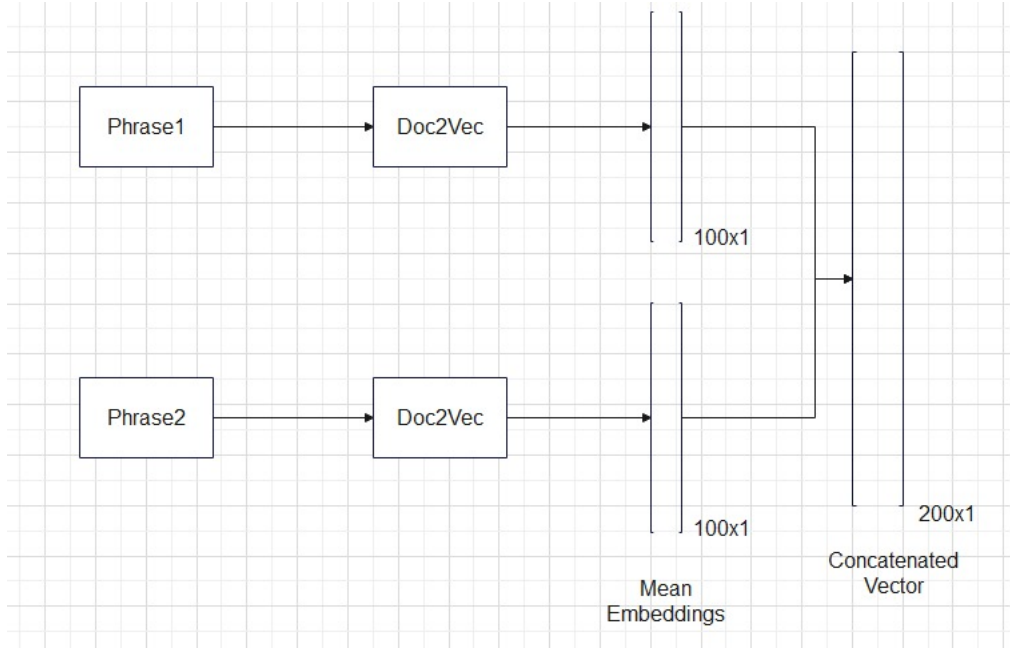 Phrase1
Doc2Vec
100x1
Phrase2
Doc2Vec
100x1
200x1
Mean
Embeddings
Concatenated
Vector